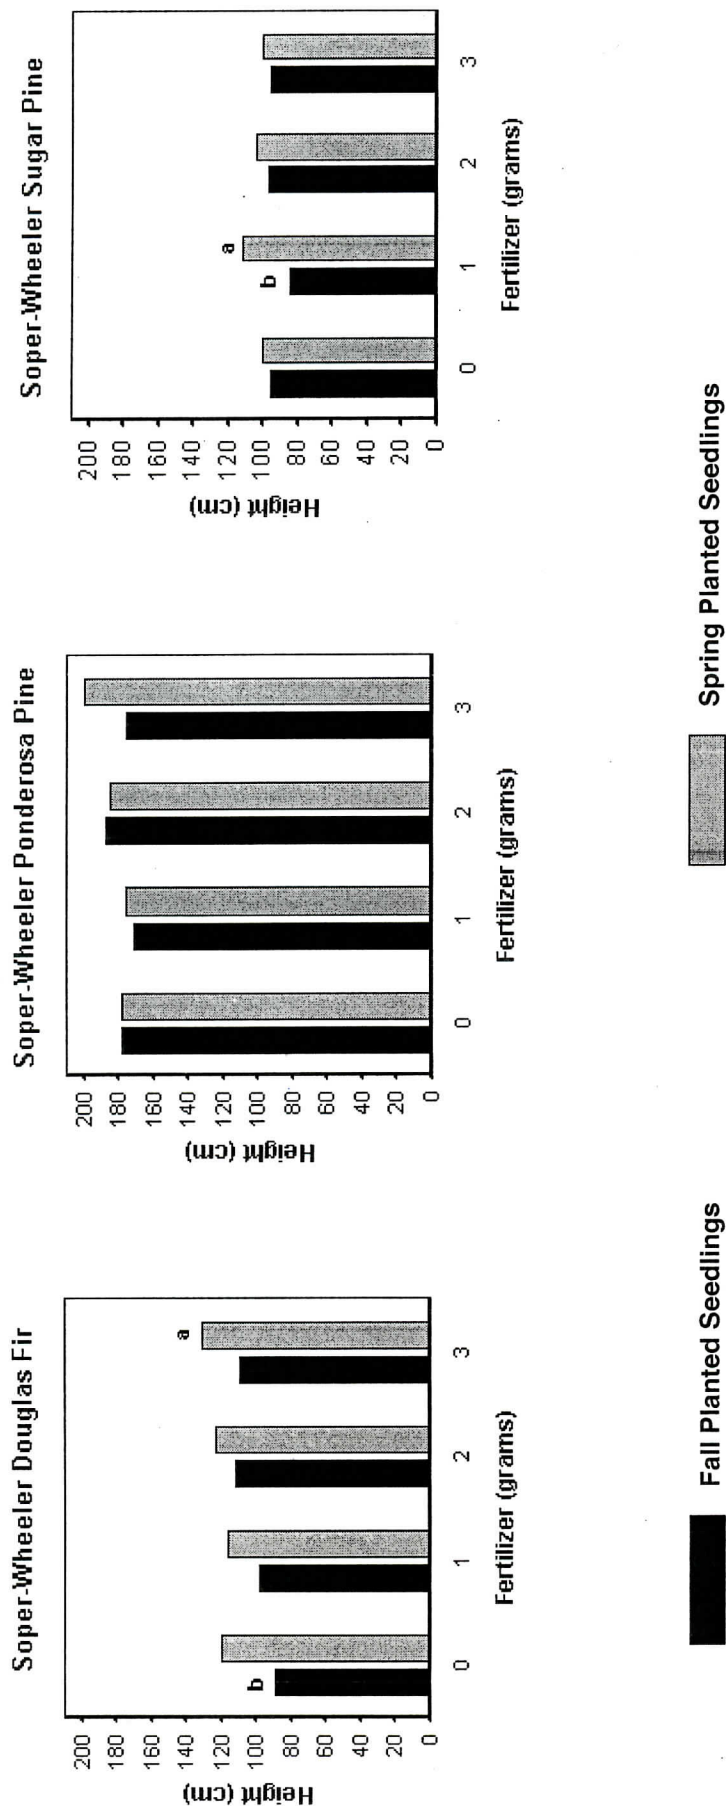 Soper-Wheeler Douglas Fir
Height (cm)
200
180
160
140
120
100
80
60
40
20
0
b
a
0 1 2 3
Fertilizer (grams)
Soper-Wheeler Ponderosa Pine
Height (cm)
200
180
160
140
120
100
80
60
40
20
0
0 1 2 3
Fertilizer (grams)
Soper-Wheeler Sugar Pine
Height (cm)
200
180
160
140
120
100
80
60
40
20
0
b
a
0 1 2 3
Fertilizer (grams)
Fall Planted Seedlings
Spring Planted Seedlings